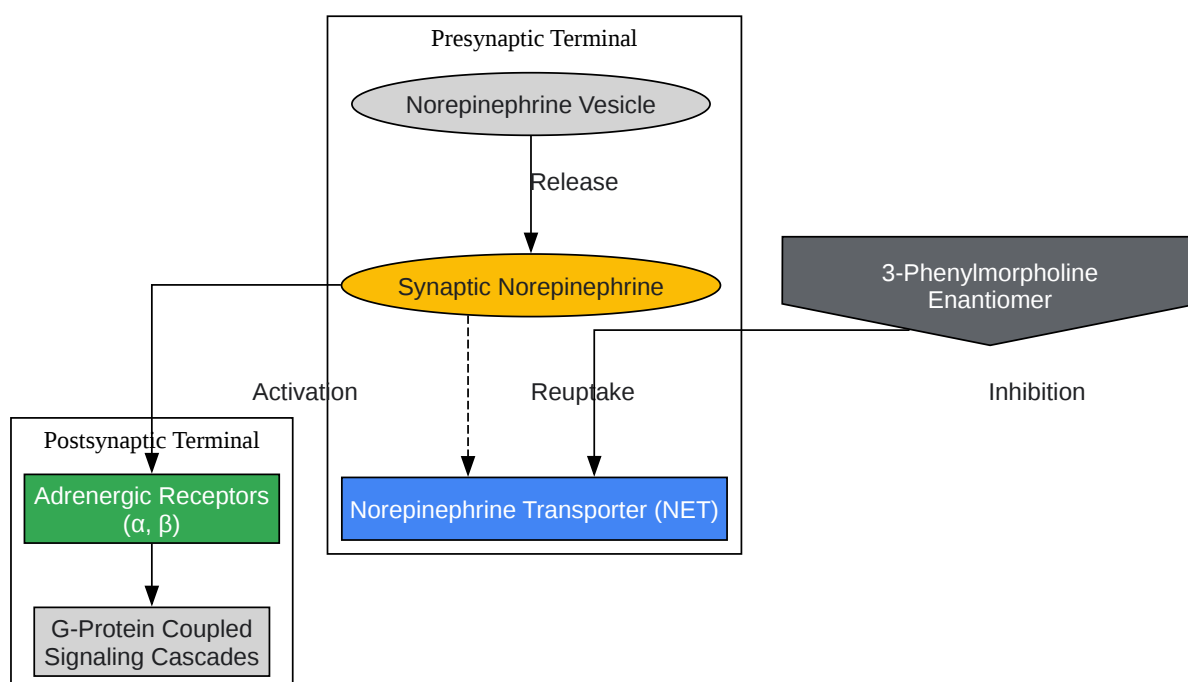 Presynaptic Terminal
Norepinephrine Vesicle
Release
Synaptic Norepinephrine
3-Phenylmorpholine
Enantiomer
Activation
Reuptake
Inhibition
Postsynaptic Terminal
Adrenergic Receptors
(α, β)
Norepinephrine Transporter (NET)
G-Protein Coupled
Signaling Cascades